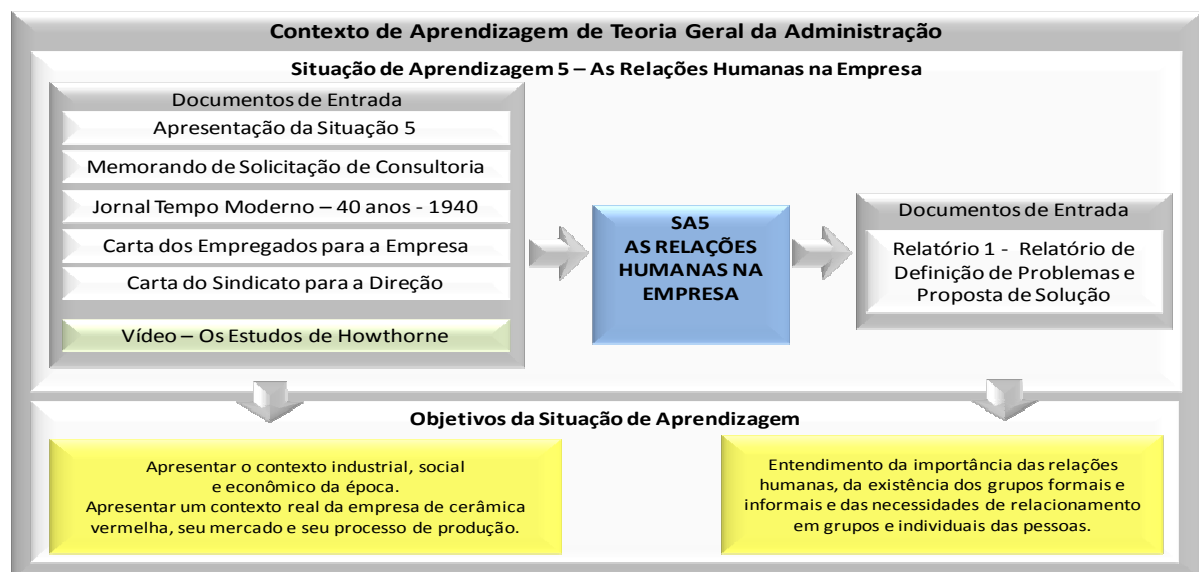 Contexto de Aprendizagem de Teoria Geral da Administração
Situação de Aprendizagem 5 – As Relações Humanas na Empresa
Documentos de Entrada
Apresentação da Situação 5
Memorando de Solicitação de Consultoria
Jornal Tempo Moderno – 40 anos - 1940
Carta dos Empregados para a Empresa
Carta do Sindicato para a Direção
Vídeo – Os Estudos de Howthorne
SA5
AS RELAÇÕES
HUMANAS NA
EMPRESA
Documentos de Entrada
Relatório 1 - Relatório de
Definição de Problemas e
Proposta de Solução
Objetivos da Situação de Aprendizagem
Apresentar o contexto industrial, social
e econômico da época.
Apresentar um contexto real da empresa de cerâmica
vermelha, seu mercado e seu processo de produção.
Entendimento da importância das relações
humanas, da existência dos grupos formais e
informais e das necessidades de relacionamento
em grupos e individuais das pessoas.